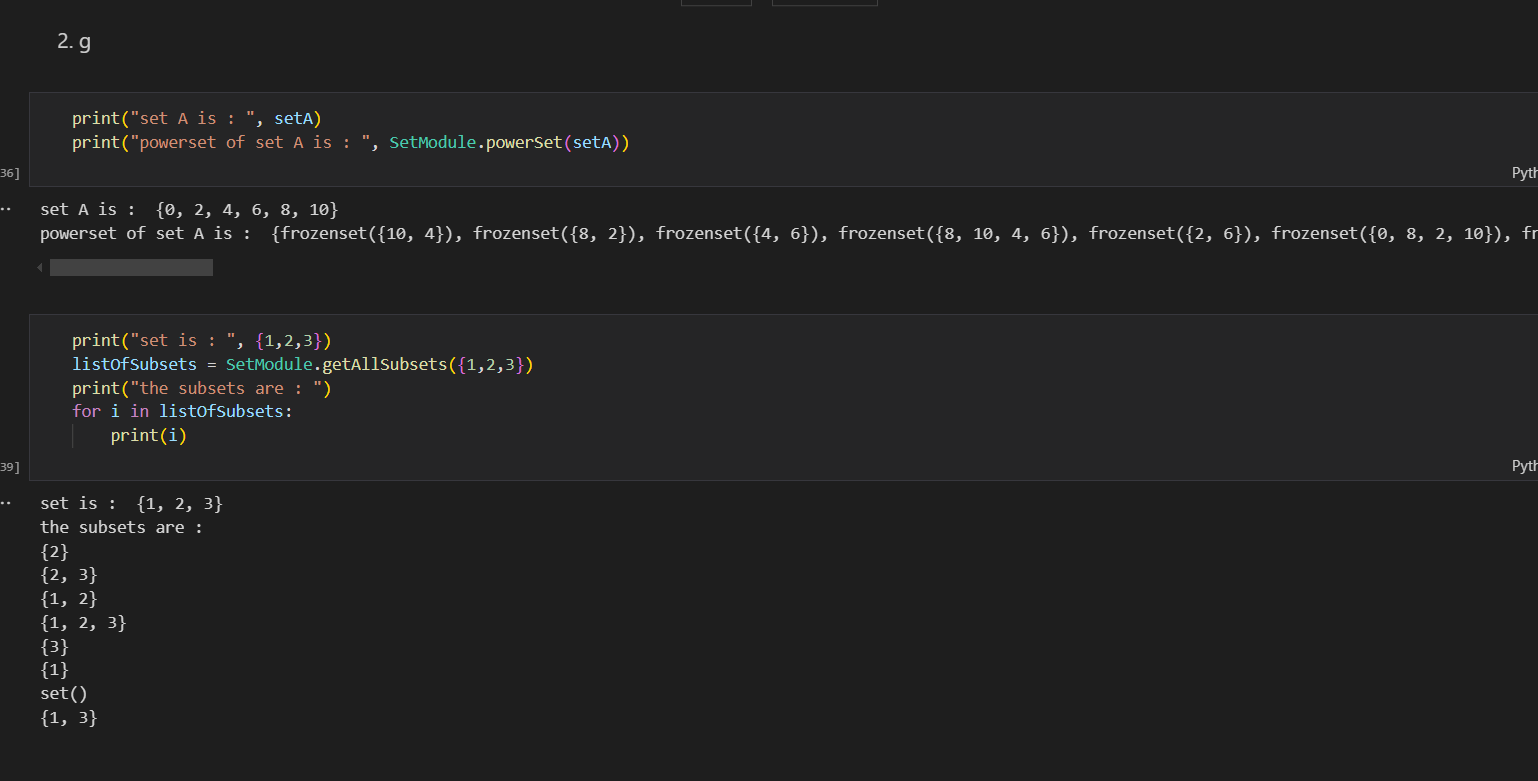 2. g
print("set A is : ", setA)
print("powerset of set A is : ", SetModule.powerSet(setA))
36]
Pyth
set A is :  {0, 2, 4, 6, 8, 10}
powerset of set A is :  {frozenset({10, 4}), frozenset({8, 2}), frozenset({4, 6}), frozenset({8, 10, 4, 6}), frozenset({2, 6}), frozenset({0, 8, 2, 10}), fr
print("set is : ", {1,2,3})
listOfSubsets = SetModule.getAllSubsets({1,2,3})
print("the subsets are : ")
for i in listOfSubsets:
    print(i)
39]
Pyth
set is :  {1, 2, 3}
the subsets are :
{2}
{2, 3}
{1, 2}
{1, 2, 3}
{3}
{1}
set()
{1, 3}